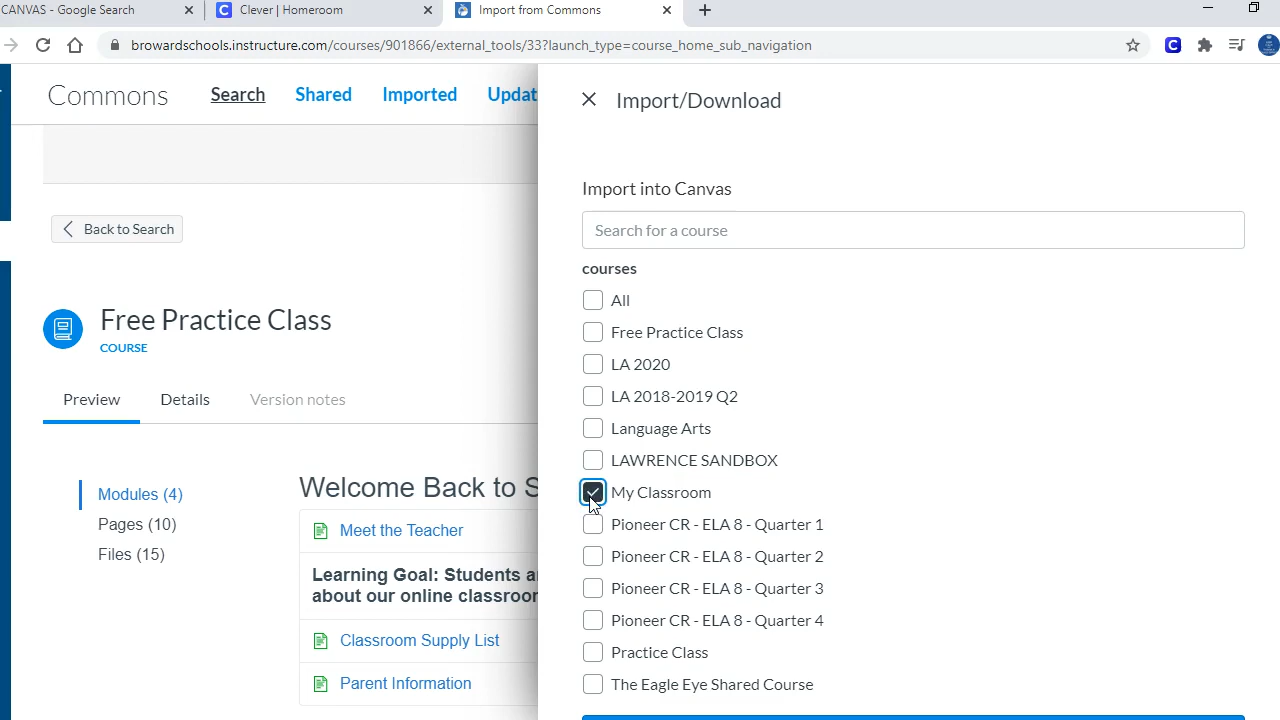 CANVAS - Google Search
Clever | Homeroom
Import from Commons
browardschools.instructure.com/courses/901866/external_tools/33?launch_type=course_home_sub_navigation
Commons
Search
Shared
Imported
Updat
Back to Search
Free Practice Class
COURSE
Preview
Details
Version notes
Modules (4)
Pages (10)
Files (15)
Welcome Back to S
Meet the Teacher
Learning Goal: Students a
about our online classroor
Classroom Supply List
Parent Information
Import/Download
Import into Canvas
Search for a course
courses
All
Free Practice Class
LA 2020
LA 2018-2019 Q2
Language Arts
LAWRENCE SANDBOX
My Classroom
Pioneer CR - ELA 8 - Quarter 1
Pioneer CR - ELA 8 - Quarter 2
Pioneer CR - ELA 8 - Quarter 3
Pioneer CR - ELA 8 - Quarter 4
Practice Class
The Eagle Eye Shared Course